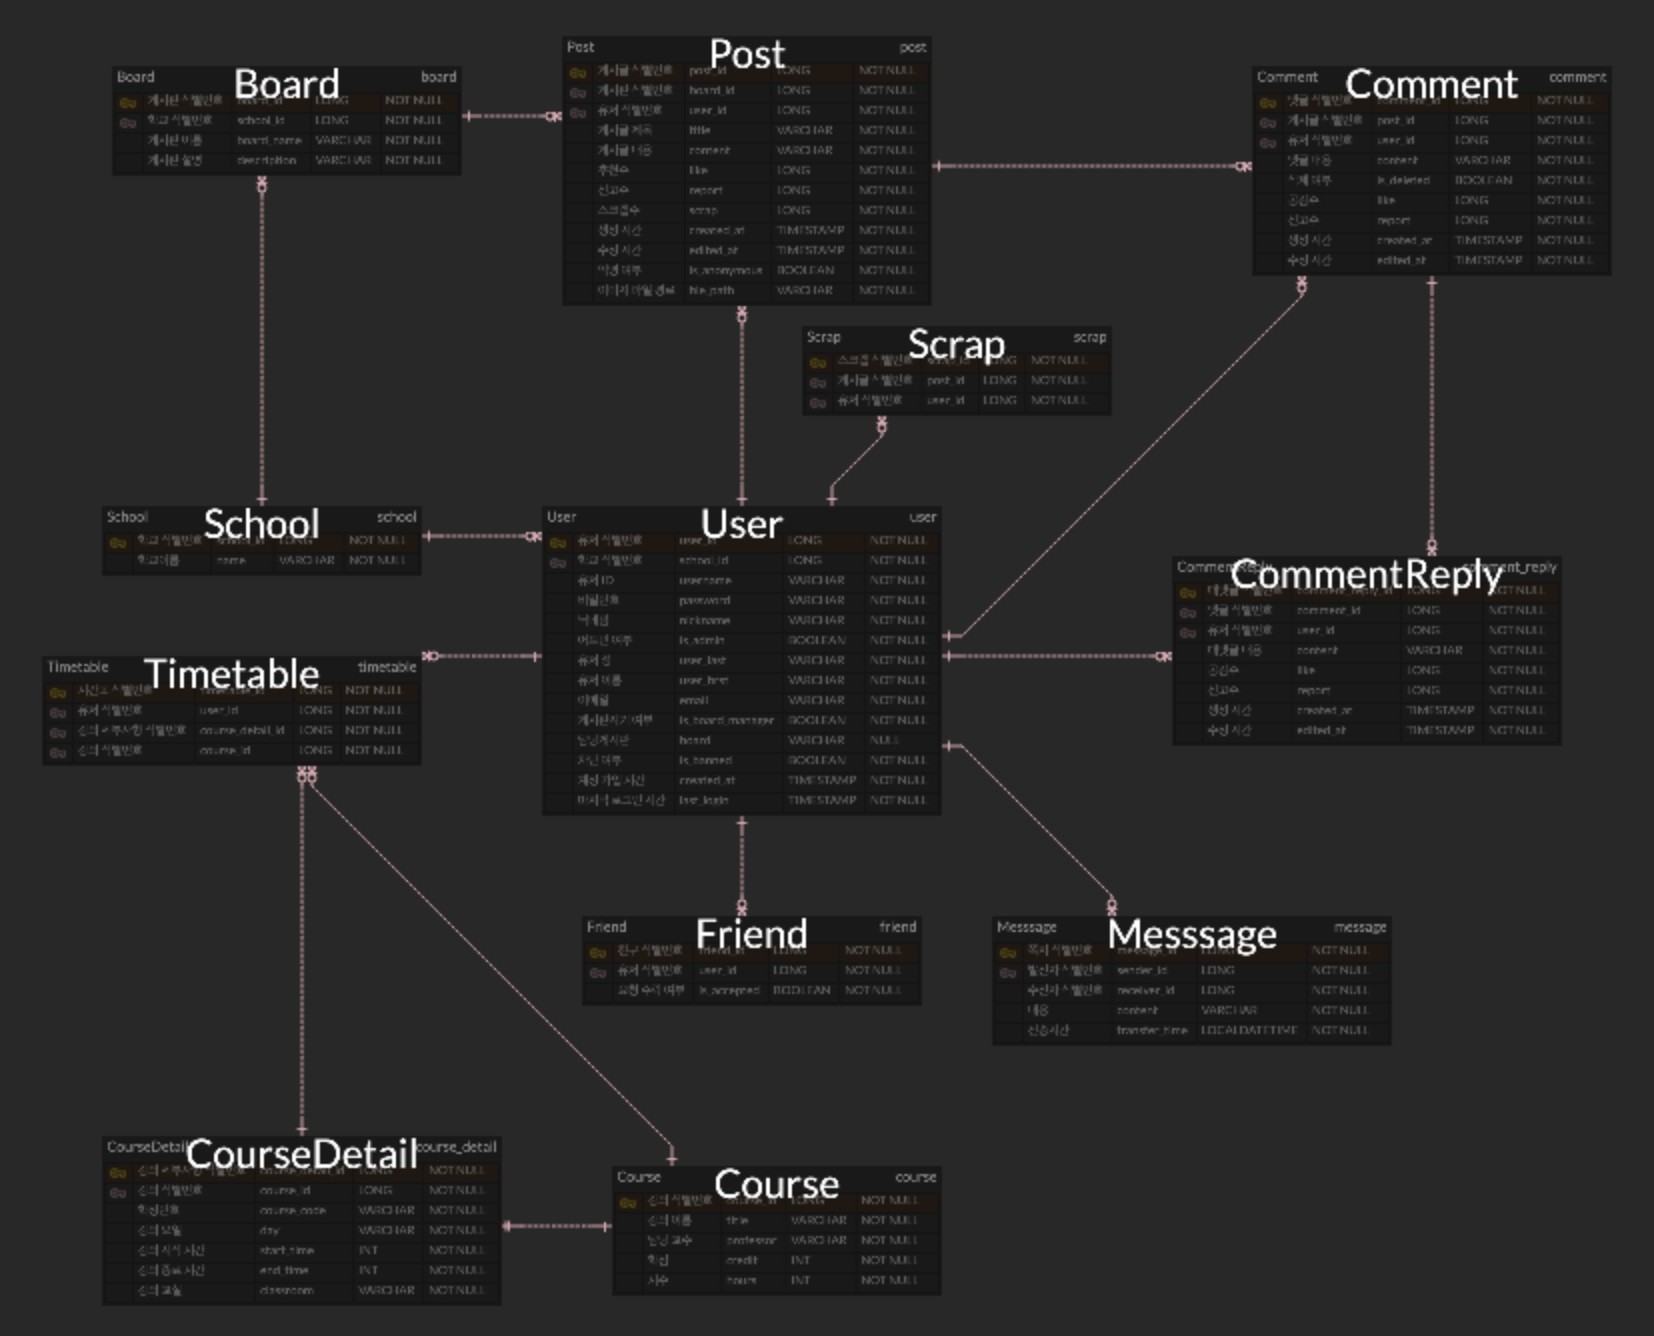 Board Board board
게시판 식별번호 board_id LONG NOT NULL
학교 식별번호 school_id LONG NOT NULL
게시판 이름 board_name VARCHAR NOT NULL
게시판 설명 description VARCHAR NOT NULL
Post Post post
게시글 식별번호 post_id LONG NOT NULL
게시판 식별번호 board_id LONG NOT NULL
유저 식별번호 user_id LONG NOT NULL
게시글 제목 title VARCHAR NOT NULL
게시글 내용 content VARCHAR NOT NULL
추천수 like LONG NOT NULL
신고수 report LONG NOT NULL
스크랩수 scrap LONG NOT NULL
생성 시간 created_at TIMESTAMP NOT NULL
수정 시간 edited_at TIMESTAMP NOT NULL
익명 여부 is_anonymous BOOLEAN NOT NULL
이미지 파일 경로 file_path VARCHAR NOT NULL
Comment Comment comment
댓글 식별번호 comment_id LONG NOT NULL
게시글 식별번호 post_id LONG NOT NULL
유저 식별번호 user_id LONG NOT NULL
댓글 내용 content VARCHAR NOT NULL
삭제 여부 is_deleted BOOLEAN NOT NULL
공감수 like LONG NOT NULL
신고수 report LONG NOT NULL
생성 시간 created_at TIMESTAMP NOT NULL
수정 시간 edited_at TIMESTAMP NOT NULL
Scrap Scrap scrap
스크랩 식별번호 scrap_id LONG NOT NULL
게시글 식별번호 post_id LONG NOT NULL
유저 식별번호 user_id LONG NOT NULL
School School school
학교 식별번호 school_id LONG NOT NULL
학교이름 name VARCHAR NOT NULL
User User user
유저 식별번호 user_id LONG NOT NULL
학교 식별번호 school_id LONG NOT NULL
유저 ID username VARCHAR NOT NULL
비밀번호 password VARCHAR NOT NULL
닉네임 nickname VARCHAR NOT NULL
어드민 여부 is_admin BOOLEAN NOT NULL
유저 성 user_last VARCHAR NOT NULL
유저 이름 user_first VARCHAR NOT NULL
이메일 email VARCHAR NOT NULL
게시판지기 여부 is_board_manager BOOLEAN NOT NULL
담당게시판 board VARCHAR NULL
차단 여부 is_banned BOOLEAN NOT NULL
계정 가입 시간 created_at TIMESTAMP NOT NULL
마지막 로그인 시간 last_login TIMESTAMP NOT NULL
CommentReply CommentReply comment_reply
대댓글 식별번호 comment_reply_id LONG NOT NULL
댓글 식별번호 comment_id LONG NOT NULL
유저 식별번호 user_id LONG NOT NULL
대댓글 내용 content VARCHAR NOT NULL
공감수 like LONG NOT NULL
신고수 report LONG NOT NULL
생성 시간 created_at TIMESTAMP NOT NULL
수정 시간 edited_at TIMESTAMP NOT NULL
Timetable Timetable timetable
시간표 식별번호 timetable_id LONG NOT NULL
유저 식별번호 user_id LONG NOT NULL
강의 세부사항 식별번호 course_detail_id LONG NOT NULL
강의 식별번호 course_id LONG NOT NULL
Friend Friend friend
친구 식별번호 friend_id LONG NOT NULL
유저 식별번호 user_id LONG NOT NULL
요청 수락 여부 is_accepted BOOLEAN NOT NULL
Messsage Messsage message
쪽지 식별번호 message_id LONG NOT NULL
발신자 식별번호 sender_id LONG NOT NULL
수신자 식별번호 receiver_id LONG NOT NULL
내용 content VARCHAR NOT NULL
전송시간 transfer_time LOCALDATETIME NOT NULL
CourseDetail CourseDetail course_detail
강의 세부사항 식별번호 course_detail_id LONG NOT NULL
강의 식별번호 course_id LONG NOT NULL
학정번호 course_code VARCHAR NOT NULL
강의 요일 day VARCHAR NOT NULL
강의 시작 시간 start_time INT NOT NULL
강의 종료 시간 end_time INT NOT NULL
강의 교실 classroom VARCHAR NOT NULL
Course Course course
강의 식별번호 course_id LONG NOT NULL
강의 이름 title VARCHAR NOT NULL
담당 교수 professor VARCHAR NOT NULL
학점 credit INT NOT NULL
시수 hours INT NOT NULL